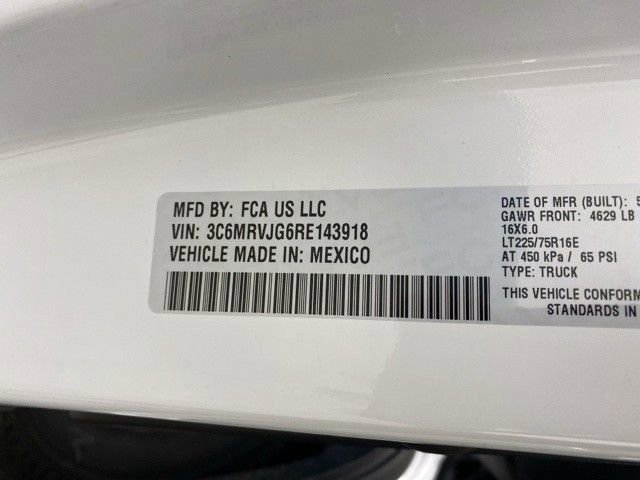 MFD BY: FCA US LLC
VIN: 3C6MRVJG6RE143918
VEHICLE MADE IN: MEXICO
DATE OF MFR (BUILT): 5
GAWR FRONT: 4629 LB
16X6.0
LT225/75R16E
AT 450 kPa / 65 PSI
TYPE: TRUCK
THIS VEHICLE CONFORM
STANDARDS IN